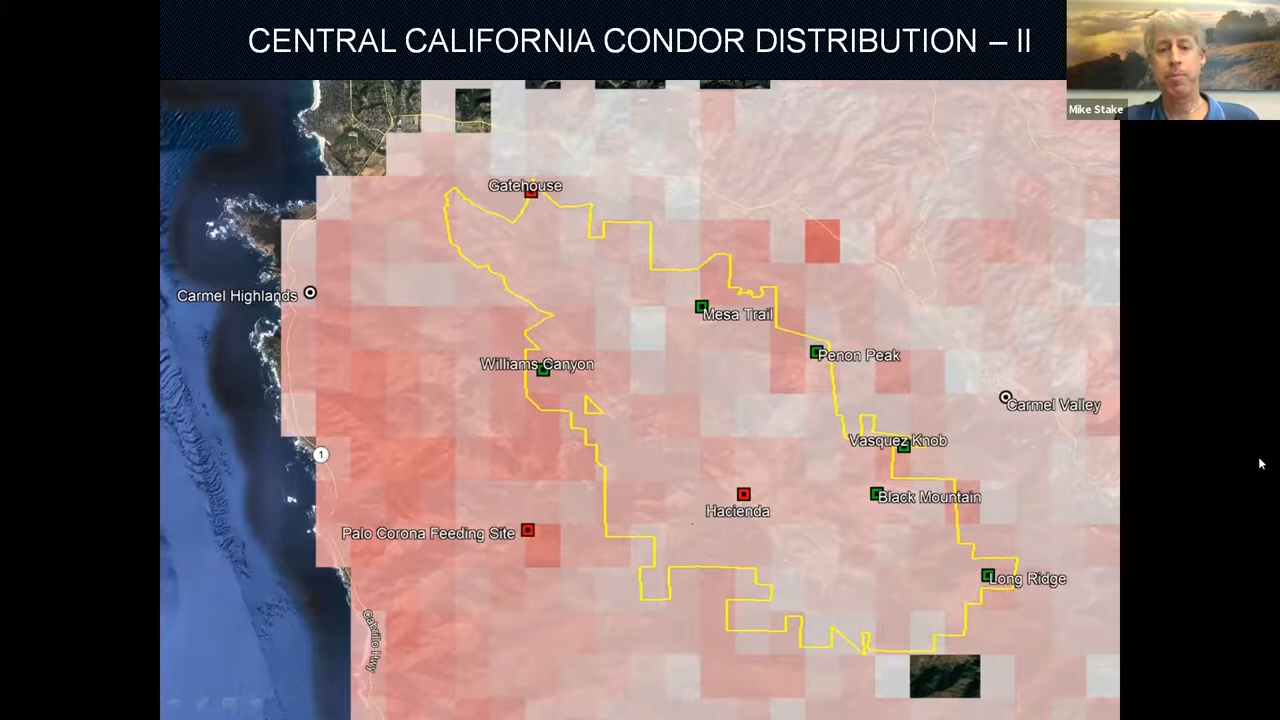 CENTRAL CALIFORNIA CONDOR DISTRIBUTION – II
Mike Stake
Gatehouse
Carmel Highlands
Mesa Trail
Penon Peak
Williams Canyon
Carmel Valley
Vasquez Knob
1
Black Mountain
Hacienda
Palo Corona Feeding Site
Long Ridge
Cabrillo Hwy